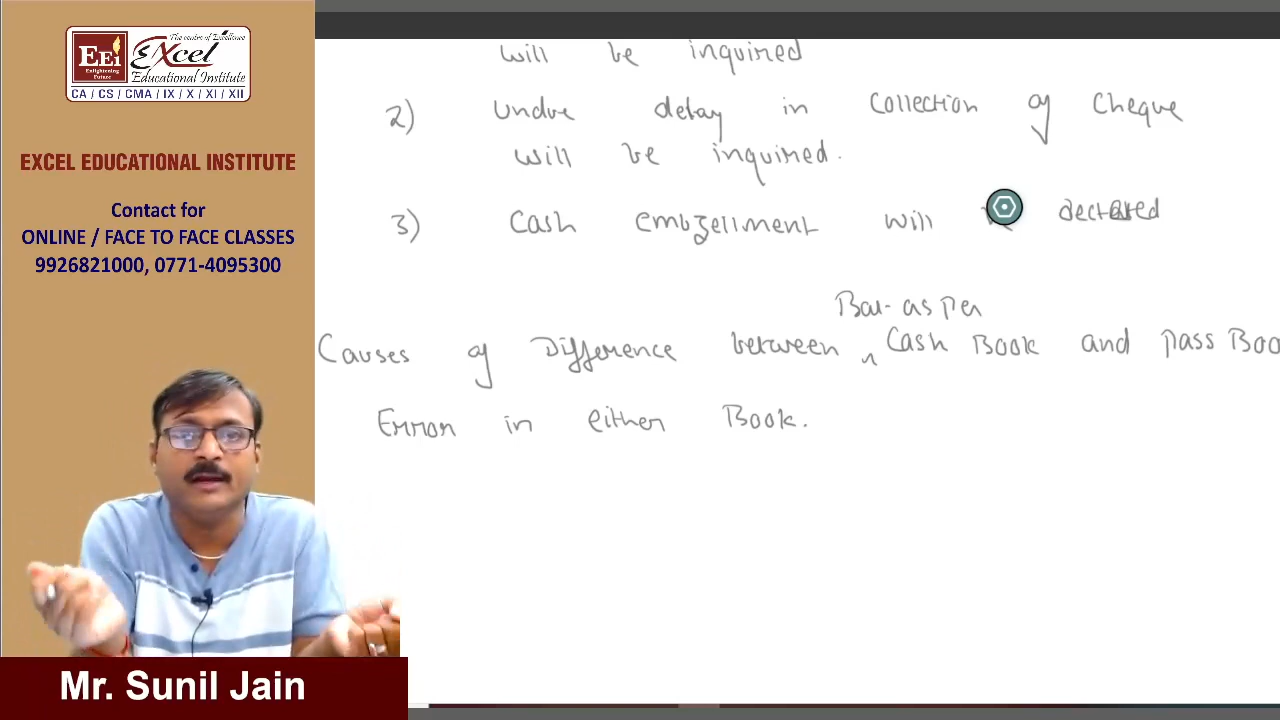 The centre of Excellence
EEi
Enlightening
Future
Excel
Educational Institute
CA / CS / CMA / IX / X / XI / XII
EXCEL EDUCATIONAL INSTITUTE
Contact for
ONLINE / FACE TO FACE CLASSES
9926821000, 0771-4095300
Mr. Sunil Jain
will be inquired
2) undue delay in Collection of Cheque
will be inquired.
3) Cash embzellment will
Bal- as per
Causes of Difference between ^ Cash Book and pass Boo
Error in either Book.